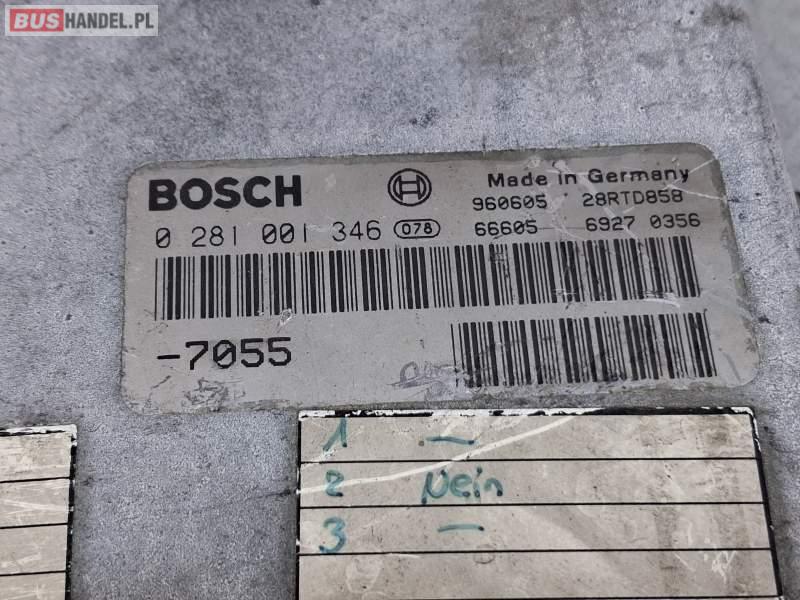 BUSHANDEL.PL
BOSCH Made in Germany
960605 28RTD858
0 281 001 346 078 66605 6927 0356
-7055
1 –
2 Nein
3 –